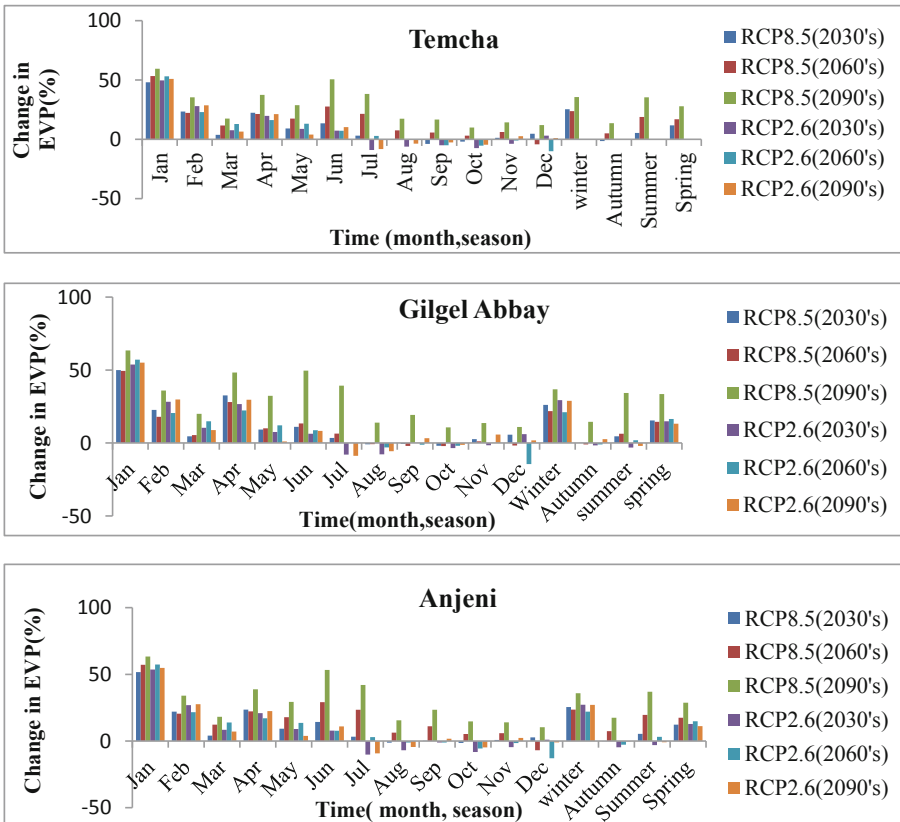 Temcha
Change in
EVP(%)
100
50
0
-50
Jan
Feb
Mar
Apr
May
Jun
Jul
Aug
Sep
Oct
Nov
Dec
winter
Autumn
Summer
Spring
Time (month,season)
RCP8.5(2030's)
RCP8.5(2060's)
RCP8.5(2090's)
RCP2.6(2030's)
RCP2.6(2060's)
RCP2.6(2090's)
Gilgel Abbay
Change in EVP(%)
100
50
0
-50
Jan
Feb
Mar
Apr
May
Jun
Jul
Aug
Sep
Oct
Nov
Dec
Winter
Autumn
summer
spring
Time(month,season)
RCP8.5(2030's)
RCP8.5(2060's)
RCP8.5(2090's)
RCP2.6(2030's)
RCP2.6(2060's)
RCP2.6(2090's)
Anjeni
Change in EVP(%)
100
50
0
-50
Jan
Feb
Mar
Apr
May
Jun
Jul
Aug
Sep
Oct
Nov
Dec
winter
Autumn
Summer
Spring
Time( month, season)
RCP8.5(2030's)
RCP8.5(2060's)
RCP8.5(2090's)
RCP2.6(2030's)
RCP2.6(2060's)
RCP2.6(2090's)